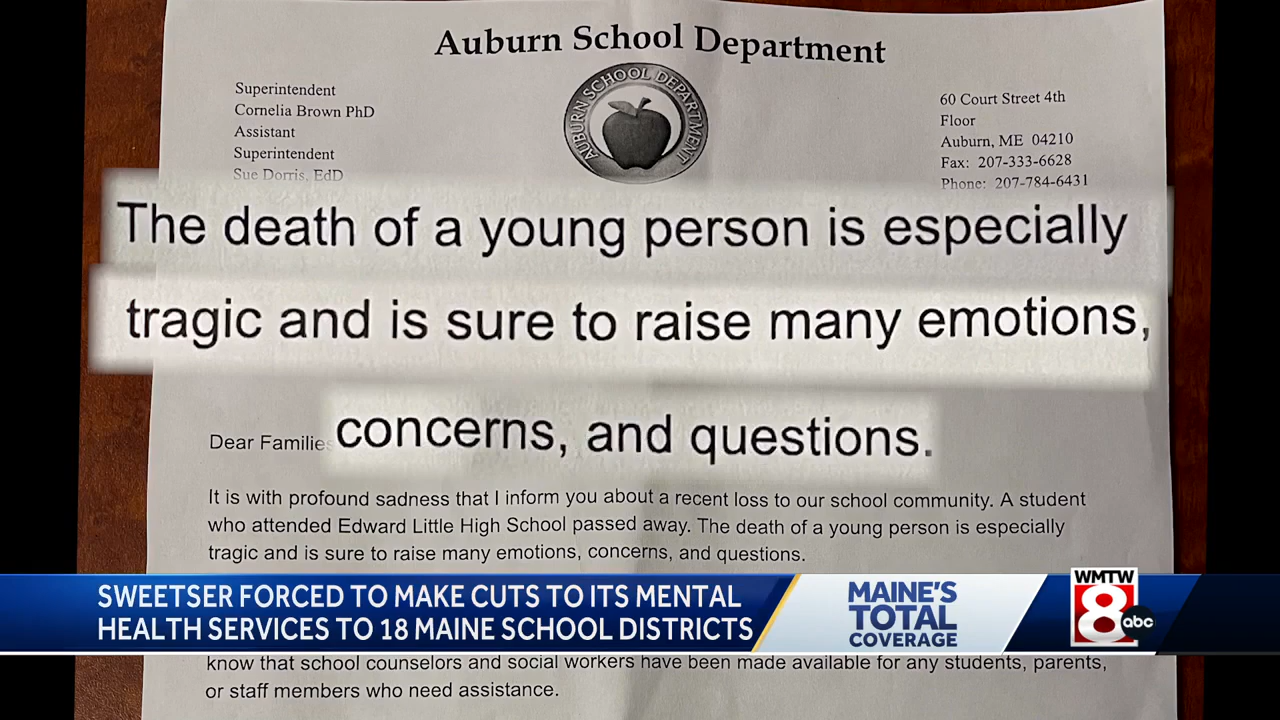 Auburn School Department
Superintendent
Cornelia Brown PhD
Assistant
Superintendent
Sue Dorris, EdD
AUBURN SCHOOL DEPARTMENT
60 Court Street 4th
Floor
Auburn, ME 04210
Fax: 207-333-6628
Phone: 207-784-6431
The death of a young person is especially
tragic and is sure to raise many emotions,
concerns, and questions.
Dear Familie
It is with profound sadness that I inform you about a recent loss to our school community. A student
who attended Edward Little High School passed away. The death of a young person is especially
tragic and is sure to raise many emotions, concerns, and questions.
SWEETSER FORCED TO MAKE CUTS TO ITS MENTAL
HEALTH SERVICES TO 18 MAINE SCHOOL DISTRICTS
MAINE'S
TOTAL
COVERAGE
WMTW
8
abc
know that school counselors and social workers have been made available for any students, parents,
or staff members who need assistance.